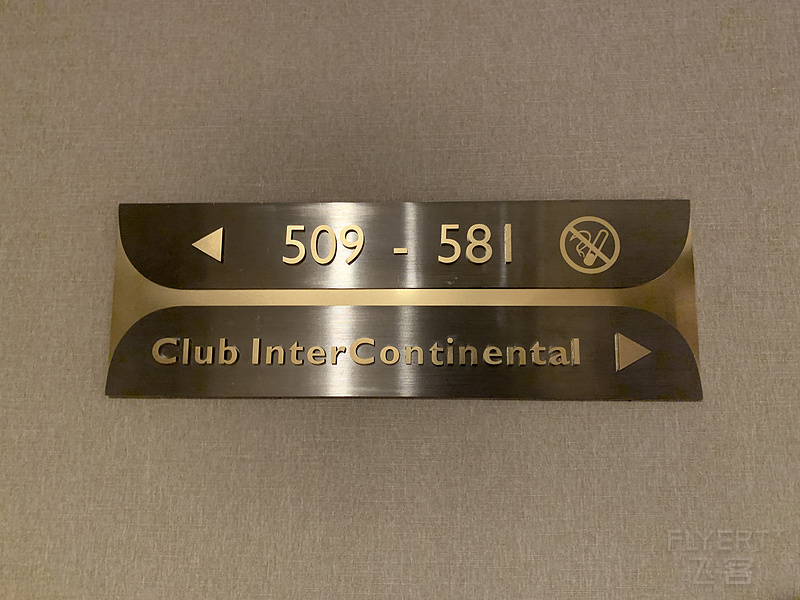 509 - 581
Club InterContinental
FLYERT
飞客